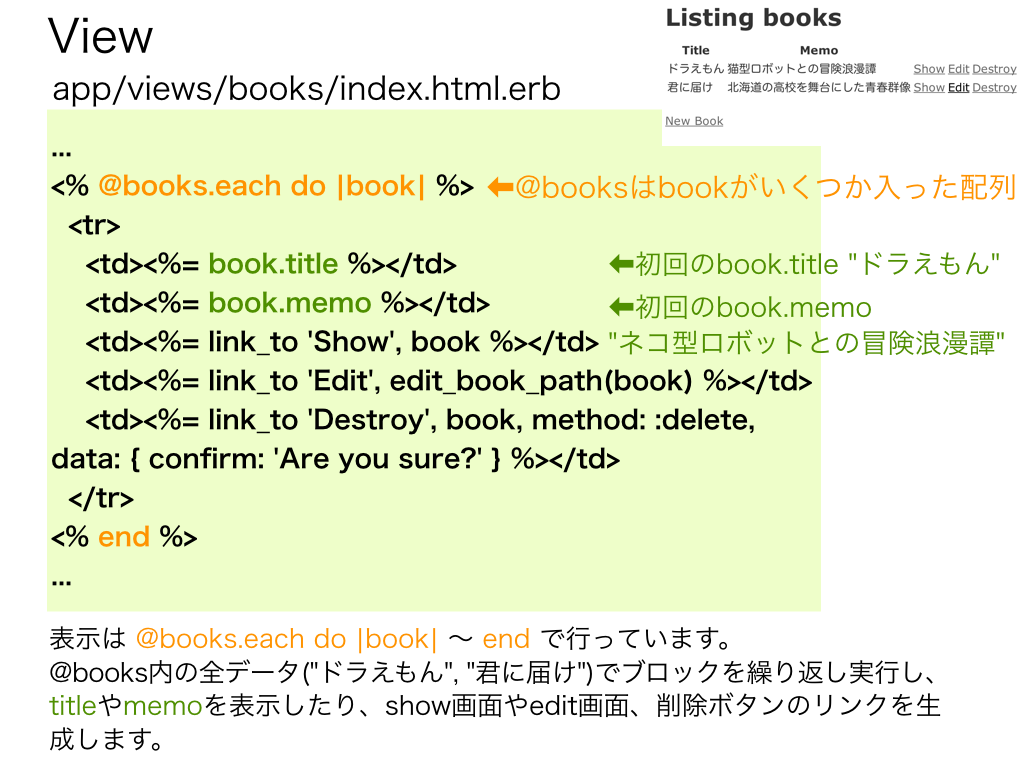 View
app/views/books/index.html.erb
Listing books
Title Memo
ドラえもん 猫型ロボットとの冒険浪漫譚 Show Edit Destroy
君に届け 北海道の高校を舞台にした青春群像 Show Edit Destroy
New Book
...
<% @books.each do |book| %> ⬅@booksはbookがいくつか入った配列
<tr>
<td><%= book.title %></td> ⬅初回のbook.title "ドラえもん"
<td><%= book.memo %></td> ⬅初回のbook.memo
<td><%= link_to 'Show', book %></td> "ネコ型ロボットとの冒険浪漫譚"
<td><%= link_to 'Edit', edit_book_path(book) %></td>
<td><%= link_to 'Destroy', book, method: :delete,
data: { confirm: 'Are you sure?' } %></td>
</tr>
<% end %>
...
表示は @books.each do |book| 〜 end で行っています。
@books内の全データ("ドラえもん", "君に届け")でブロックを繰り返し実行し、
titleやmemoを表示したり、show画面やedit画面、削除ボタンのリンクを生
成します。